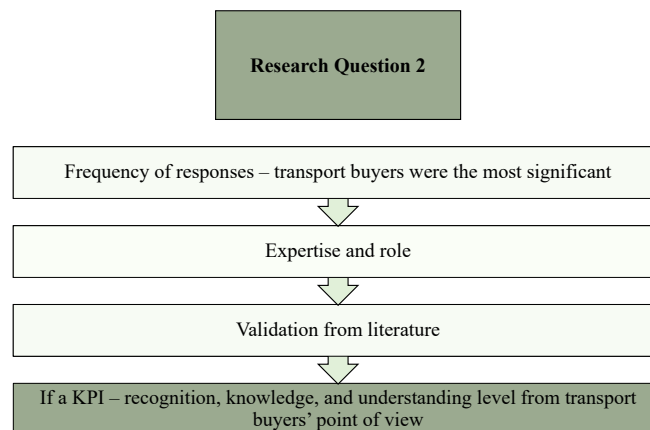 Research Question 2
Frequency of responses – transport buyers were the most significant
Expertise and role
Validation from literature
If a KPI – recognition, knowledge, and understanding level from transport
buyers’ point of view